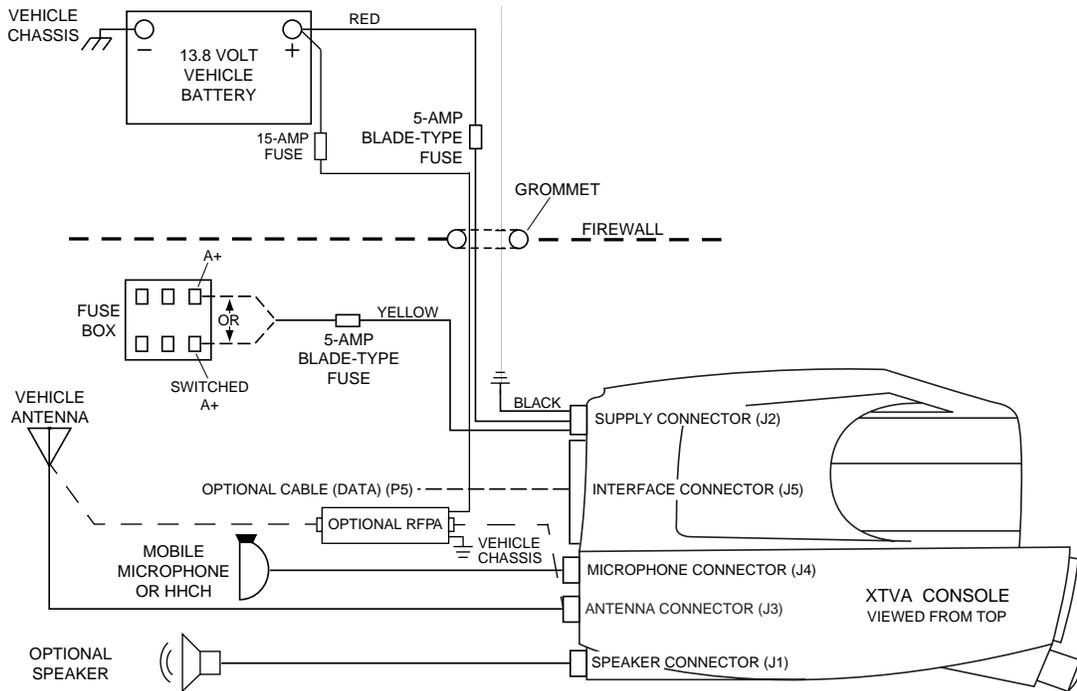 VEHICLE
CHASSIS
RED
−
+
13.8 VOLT
VEHICLE
BATTERY
15-AMP
FUSE
5-AMP
BLADE-TYPE
FUSE
GROMMET
FIREWALL
A+
FUSE
BOX
OR
YELLOW
5-AMP
BLADE-TYPE
FUSE
SWITCHED
A+
VEHICLE
ANTENNA
BLACK
SUPPLY CONNECTOR (J2)
OPTIONAL CABLE (DATA) (P5)
INTERFACE CONNECTOR (J5)
OPTIONAL RFPA
VEHICLE
CHASSIS
MOBILE
MICROPHONE
OR HHCH
MICROPHONE CONNECTOR (J4)
ANTENNA CONNECTOR (J3)
XTVA CONSOLE
VIEWED FROM TOP
OPTIONAL
SPEAKER
SPEAKER CONNECTOR (J1)